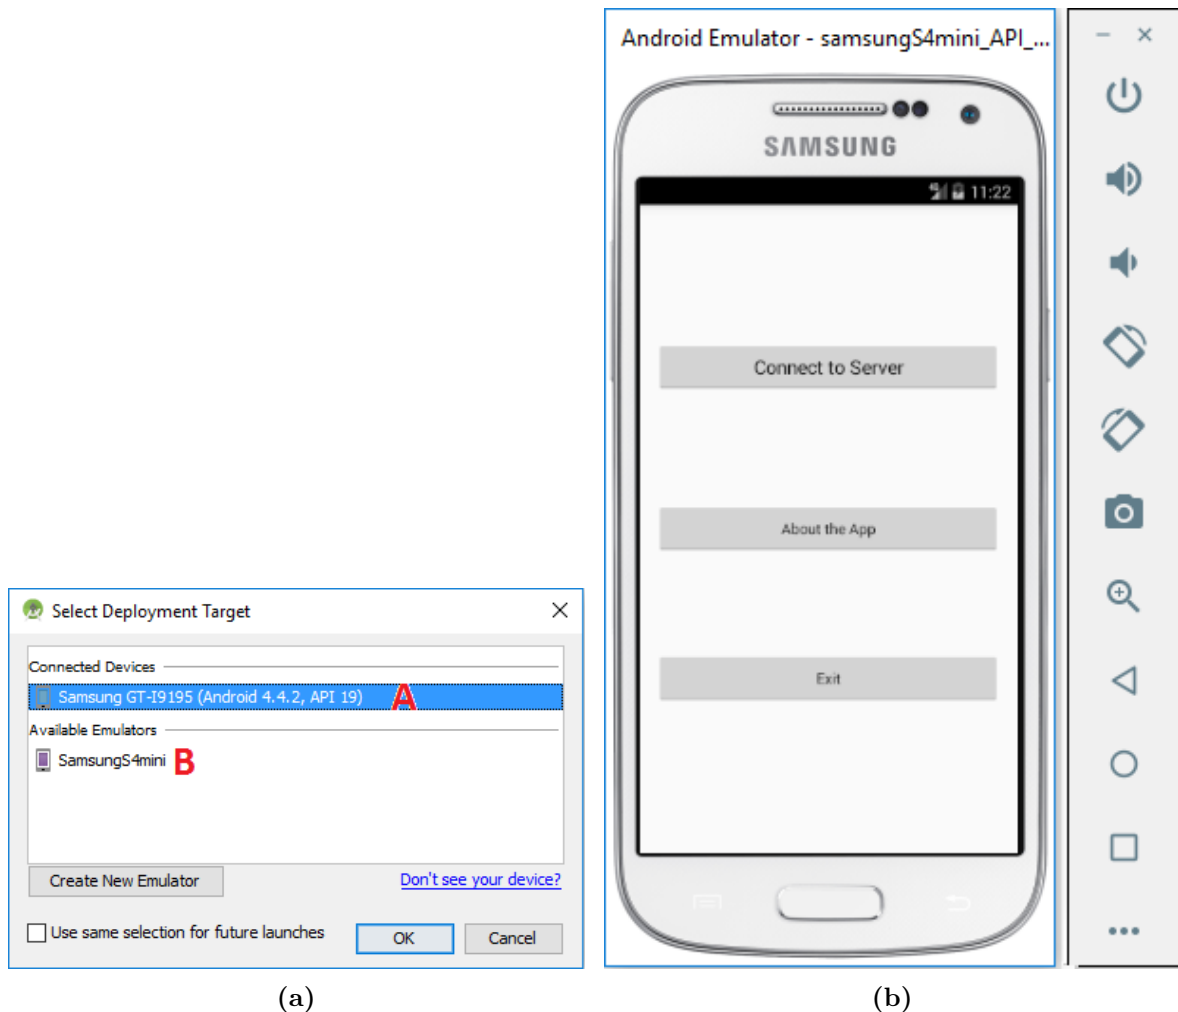 Select Deployment Target
Connected Devices
Samsung GT-I9195 (Android 4.4.2, API 19) A
Available Emulators
SamsungS4mini B
Create New Emulator
Don't see your device?
Use same selection for future launches
OK
Cancel
(a)
Android Emulator - samsungS4mini_API_...
SAMSUNG
4G 11:22
Connect to Server
About the App
Exit
(b)